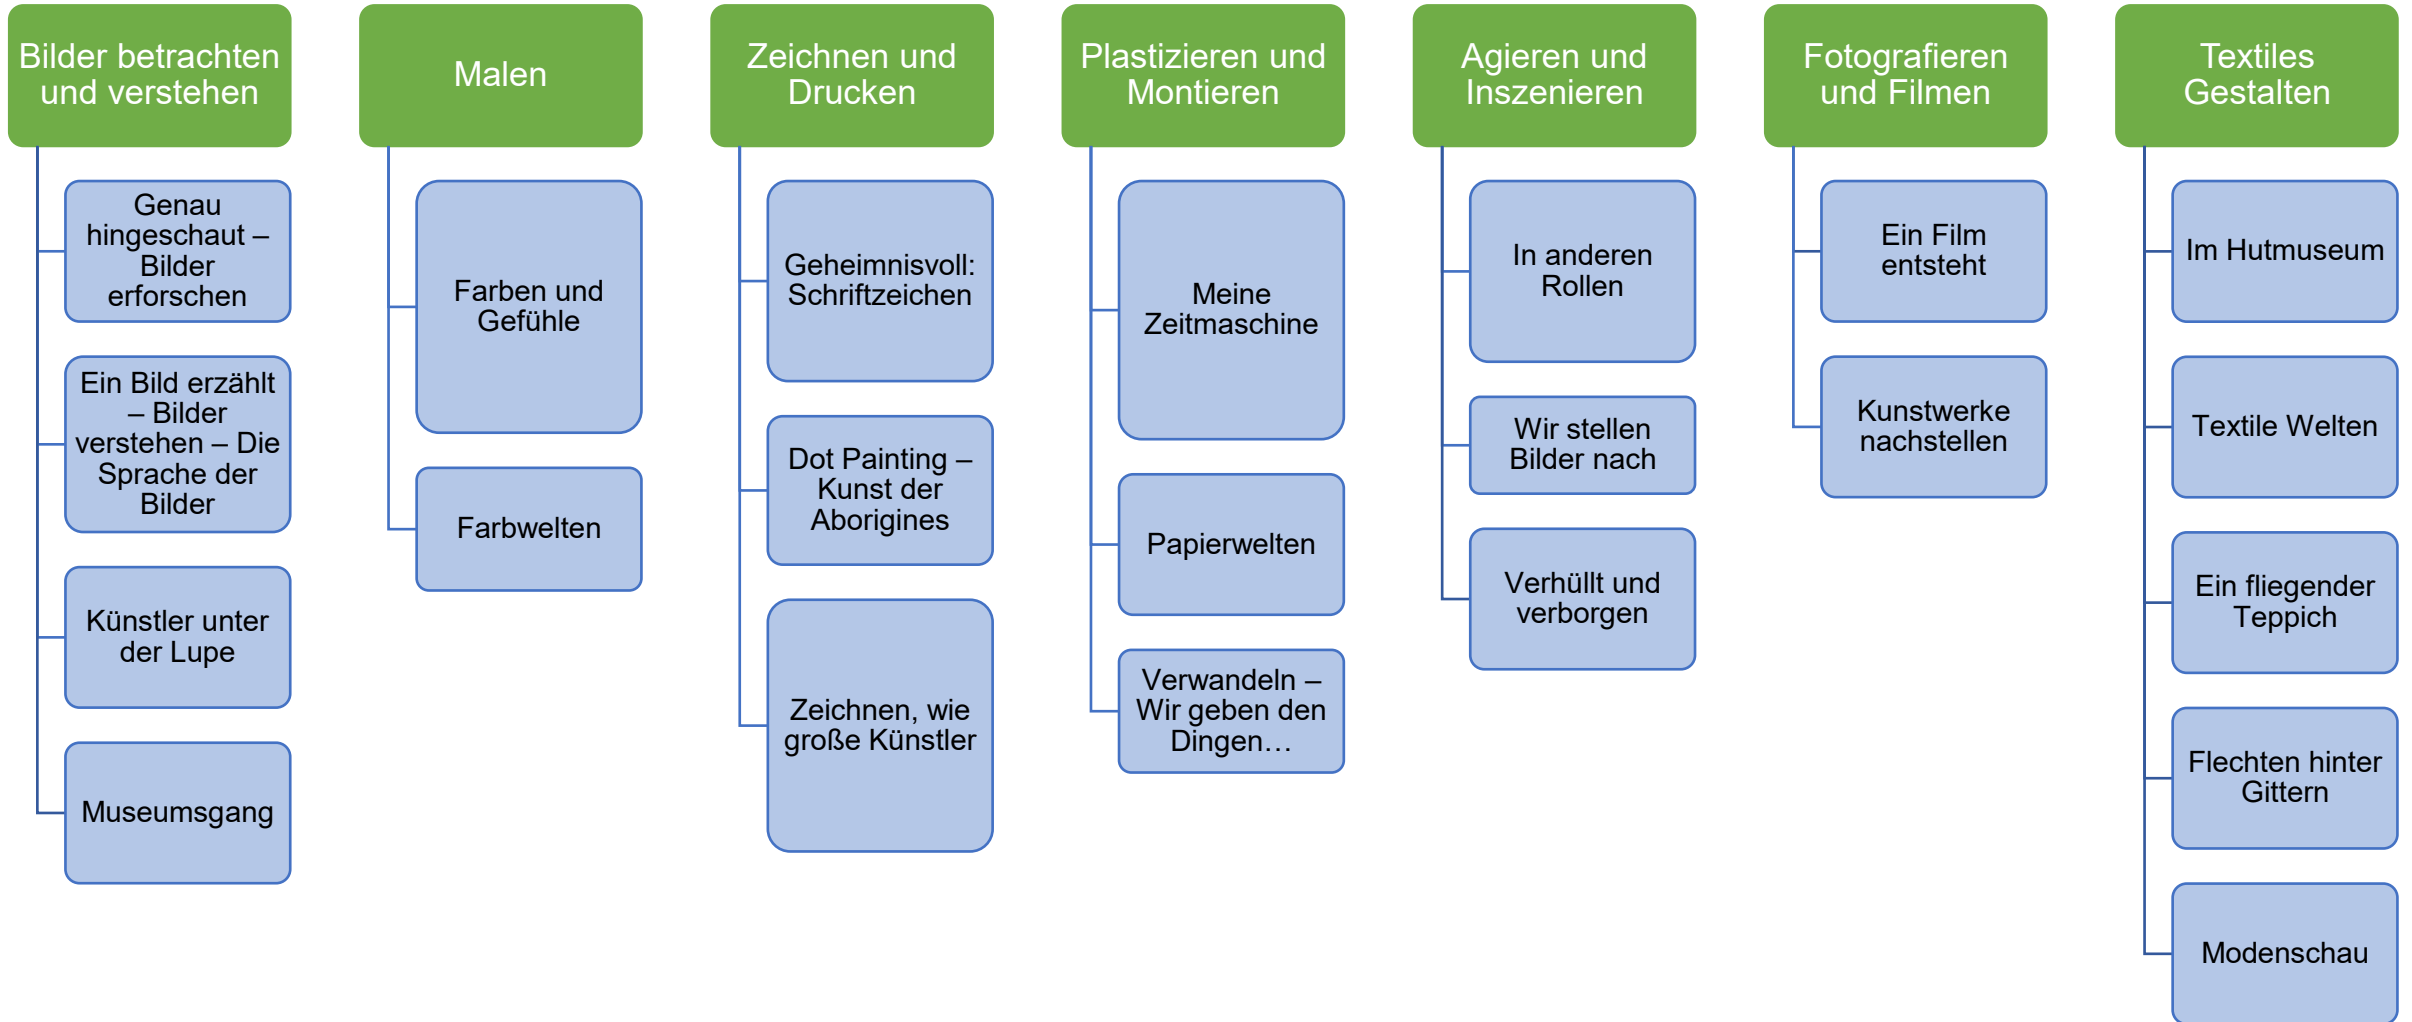 Bilder betrachten
und verstehen
Genau
hingeschaut –
Bilder
erforschen
Ein Bild erzählt
– Bilder
verstehen – Die
Sprache der
Bilder
Künstler unter
der Lupe
Museumsgang
Malen
Farben und
Gefühle
Farbwelten
Zeichnen und
Drucken
Geheimnisvoll:
Schriftzeichen
Dot Painting –
Kunst der
Aborigines
Zeichnen, wie
große Künstler
Plastizieren und
Montieren
Meine
Zeitmaschine
Papierwelten
Verwandeln –
Wir geben den
Dingen…
Agieren und
Inszenieren
In anderen
Rollen
Wir stellen
Bilder nach
Verhüllt und
verborgen
Fotografieren
und Filmen
Ein Film
entsteht
Kunstwerke
nachstellen
Textiles
Gestalten
Im Hutmuseum
Textile Welten
Ein fliegender
Teppich
Flechten hinter
Gittern
Modenschau